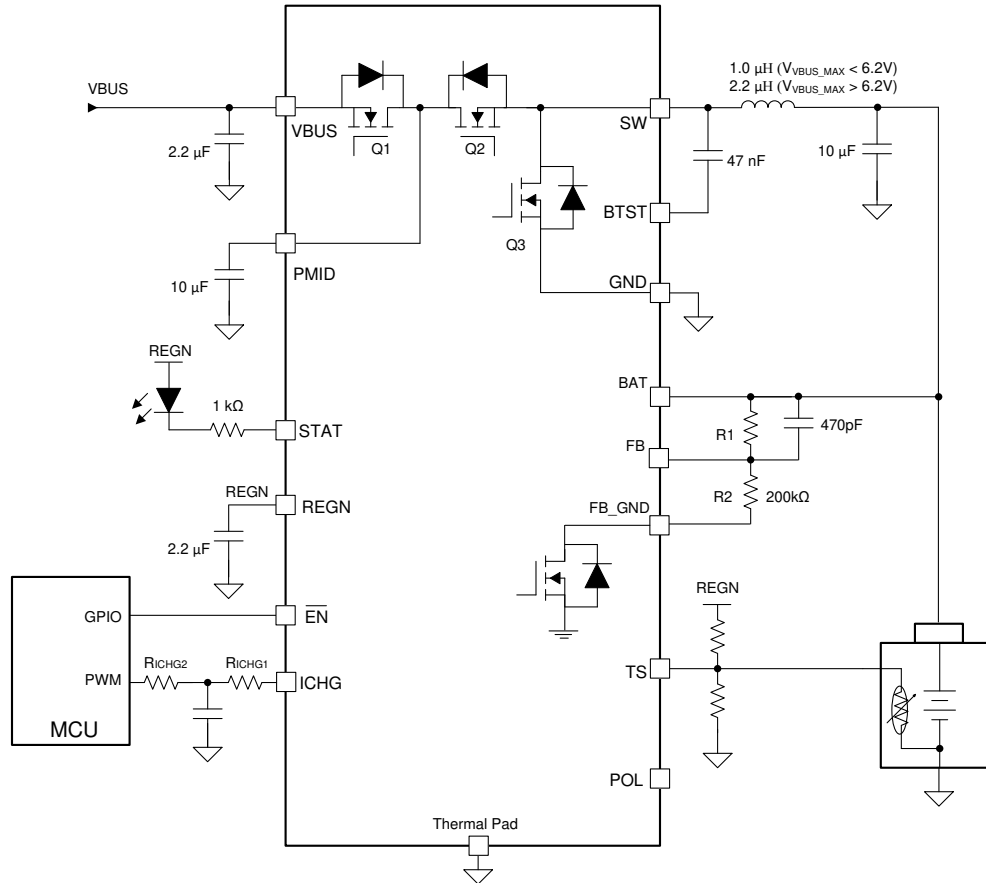 1.0 µH (VVBUS_MAX < 6.2V)
2.2 µH (VVBUS_MAX > 6.2V)
VBUS
VBUS
Q1
Q2
SW
2.2 µF
47 nF
10 µF
BTST
Q3
PMID
10 µF
GND
REGN
1 kΩ
STAT
BAT
R1
470pF
FB
R2
200kΩ
FB_GND
REGN
REGN
2.2 µF
REGN
GPIO
EN
PWM
RICHG2
RICHG1
ICHG
MCU
TS
POL
Thermal Pad